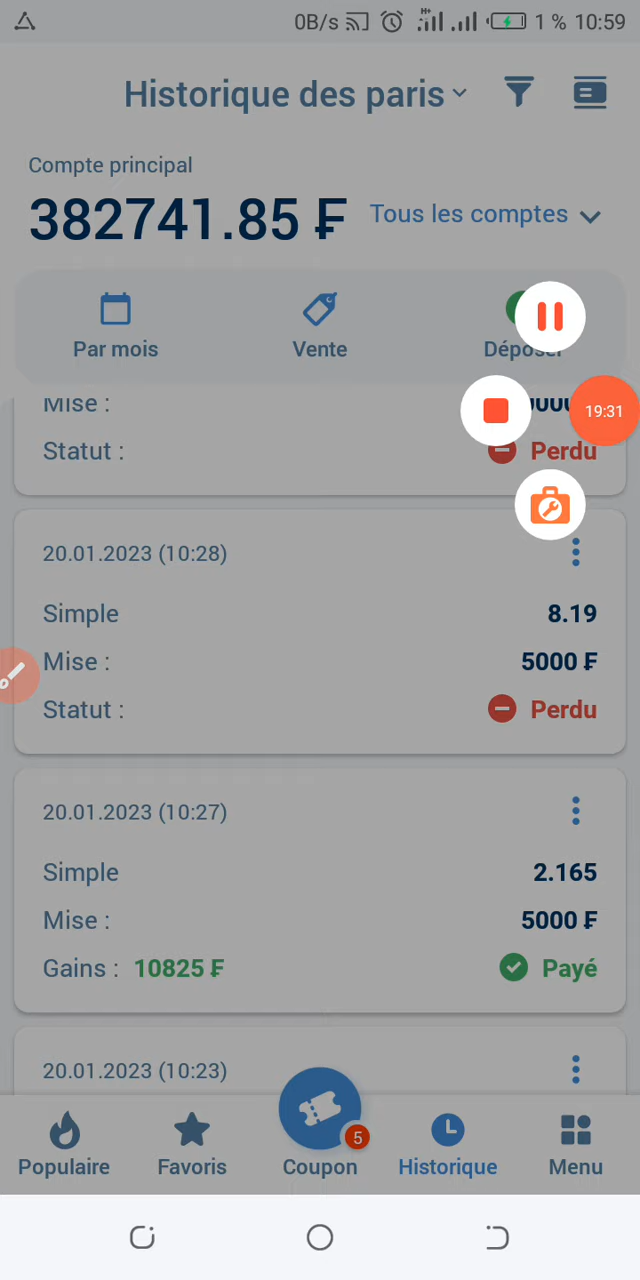 0B/s H+ 1 % 10:59
Historique des paris
Compte principal
382741.85 ₣ Tous les comptes
Par mois Vente Déposer
Mise :
19:31
Statut : Perdu
20.01.2023 (10:28)
Simple 8.19
Mise : 5000 ₣
Statut : Perdu
20.01.2023 (10:27)
Simple 2.165
Mise : 5000 ₣
Gains : 10825 ₣ Payé
20.01.2023 (10:23)
5
Populaire Favoris Coupon Historique Menu